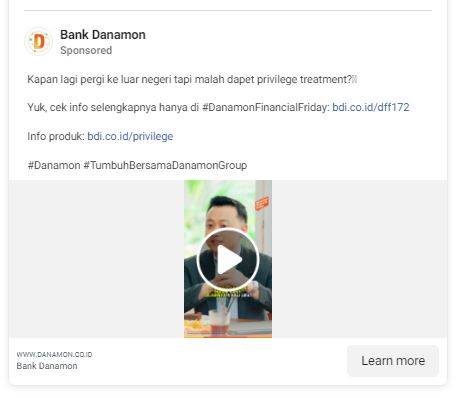 Bank Danamon
Sponsored
Kapan lagi pergi ke luar negeri tapi malah dapet privilege treatment?
Yuk, cek info selengkapnya hanya di #DanamonFinancialFriday: bdi.co.id/dff172
Info produk: bdi.co.id/privilege
#Danamon #TumbuhBersamaDanamonGroup
WWW.DANAMON.CO.ID
Bank Danamon
Learn more